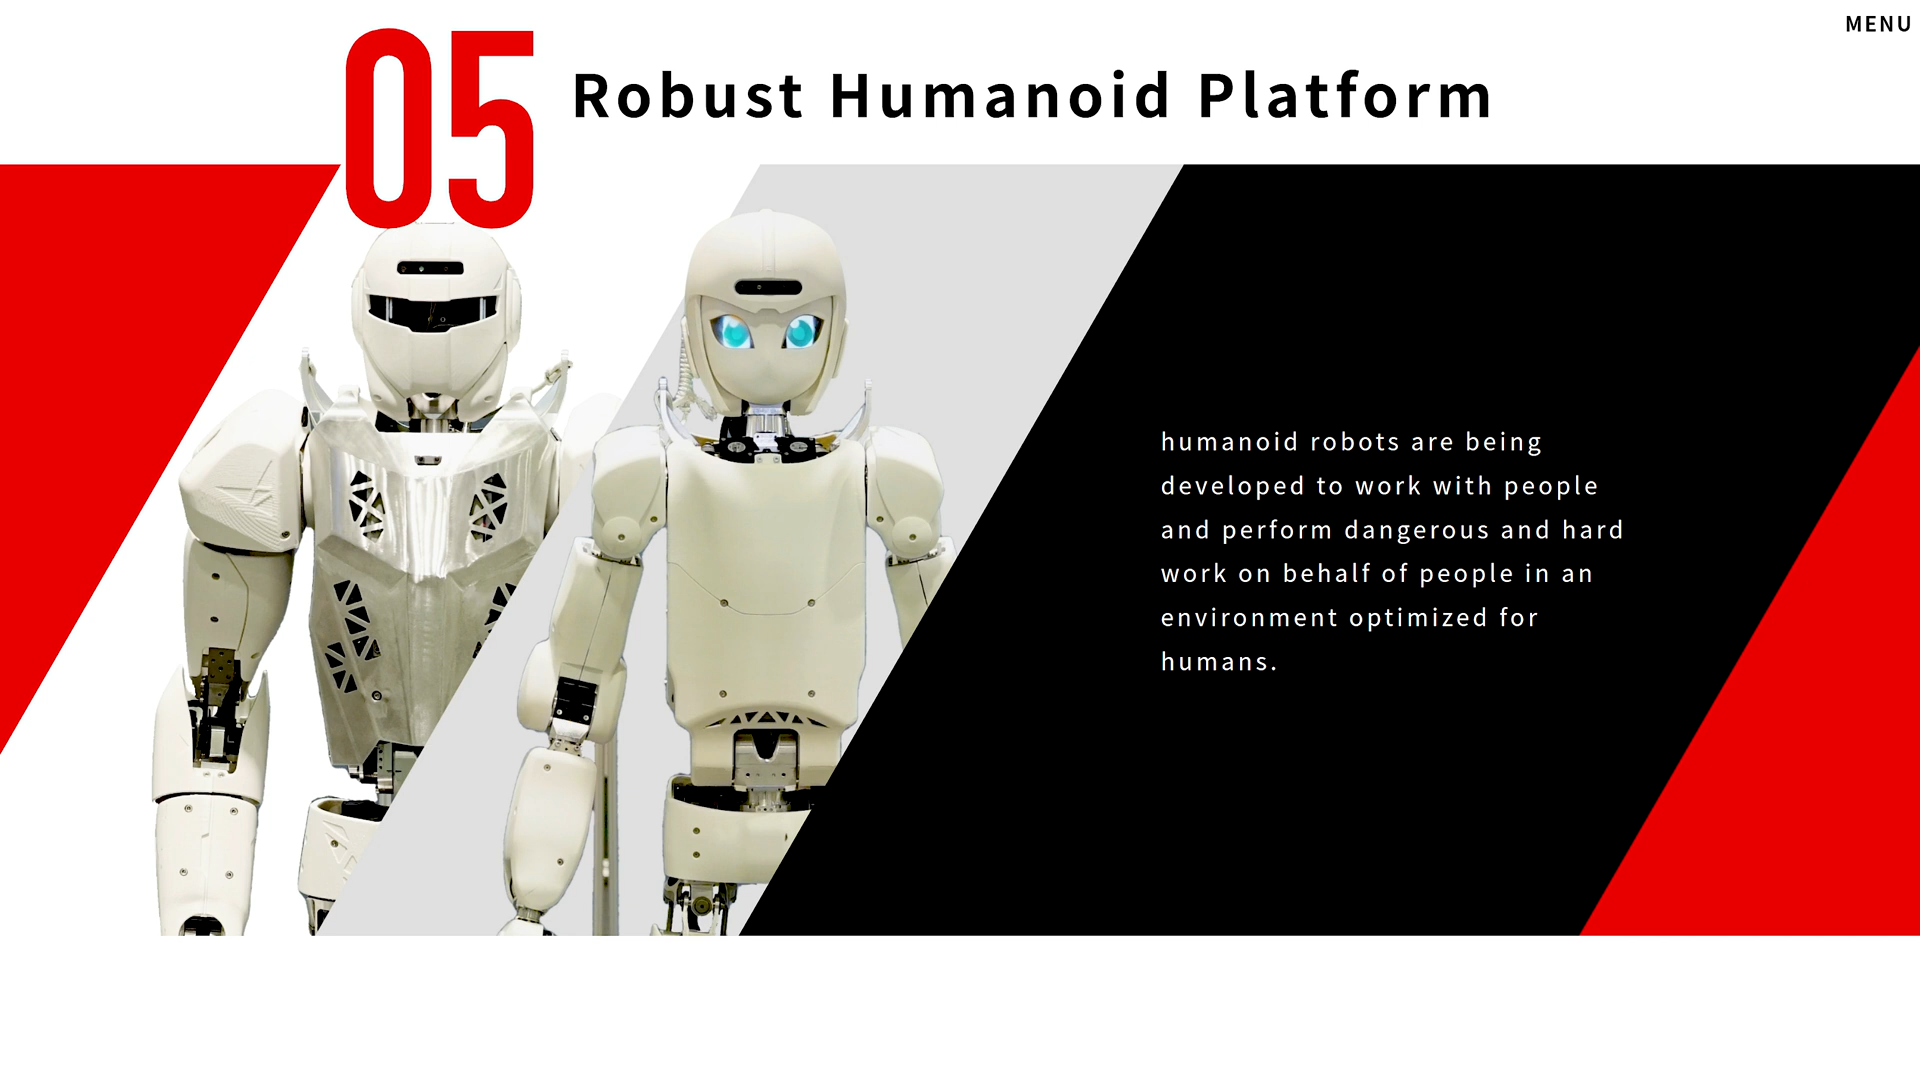 MENU
05
Robust Humanoid Platform
humanoid robots are being
developed to work with people
and perform dangerous and hard
work on behalf of people in an
environment optimized for
humans.